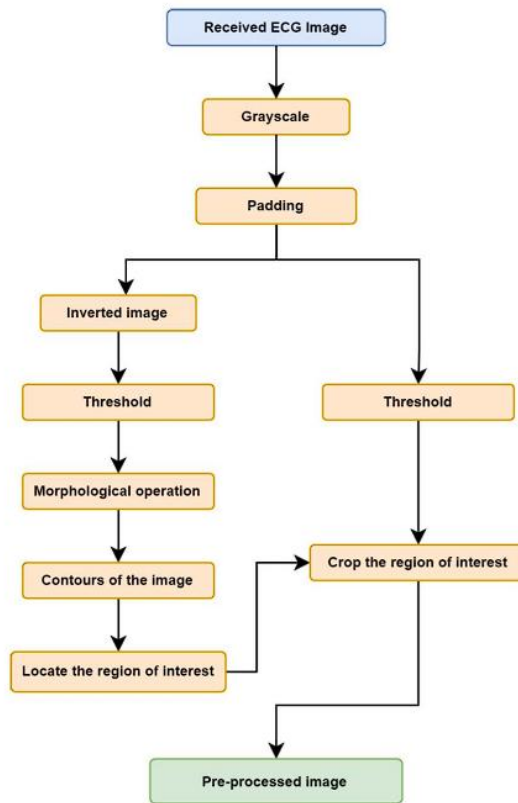 Received ECG Image
Grayscale
Padding
Inverted image
Threshold
Threshold
Morphological operation
Contours of the image
Crop the region of interest
Locate the region of interest
Pre-processed image